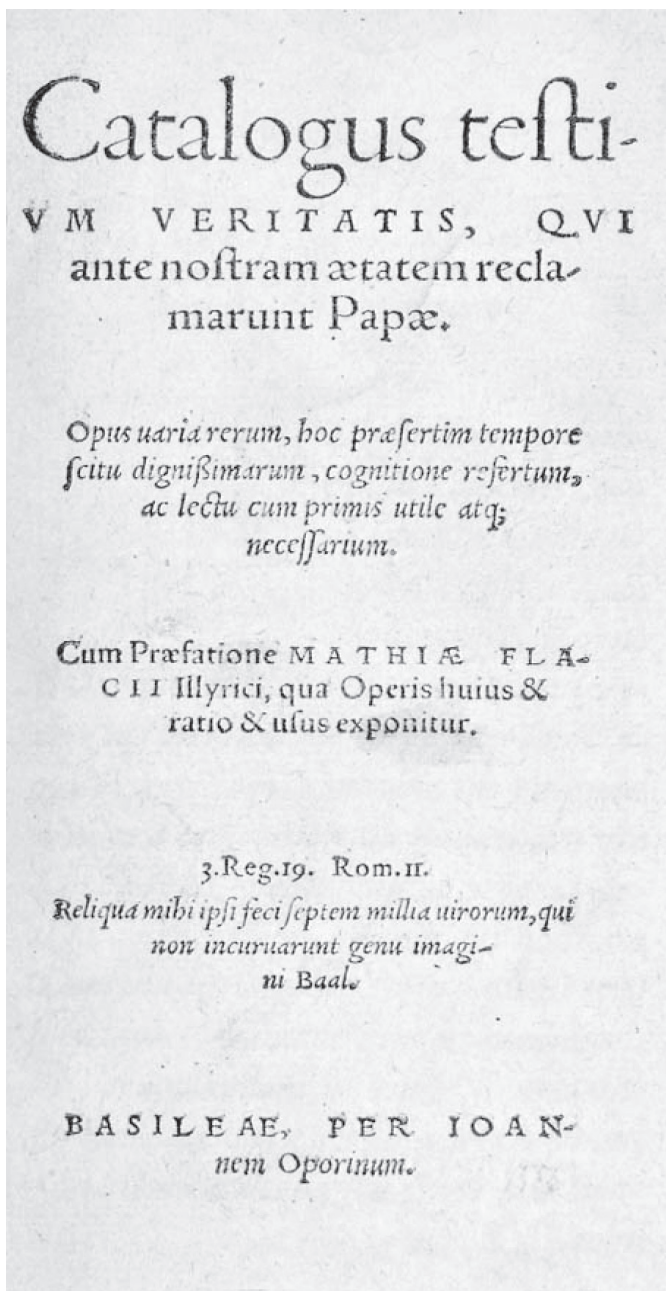 Catalogus teſti-
VM VERITATIS, QVI
ante noſtram ætatem recla-
marunt Papæ.
Opus uaria rerum, hoc præſertim tempore
ſcitu digniſſimarum, cognitione refertum,
ac lectu cum primis utile atq;
neceſſarium.
Cum Præfatione MATHIÆ FLA-
CII Illyrici, qua Operis huius &
ratio & uſus exponitur.
3.Reg.19. Rom.11.
Reliqua mihi ipſi feci ſeptem millia uirorum, qui
non incuruarunt genu imagi-
ni Baal.
BASILEAE, PER IOAN-
nem Oporinum.